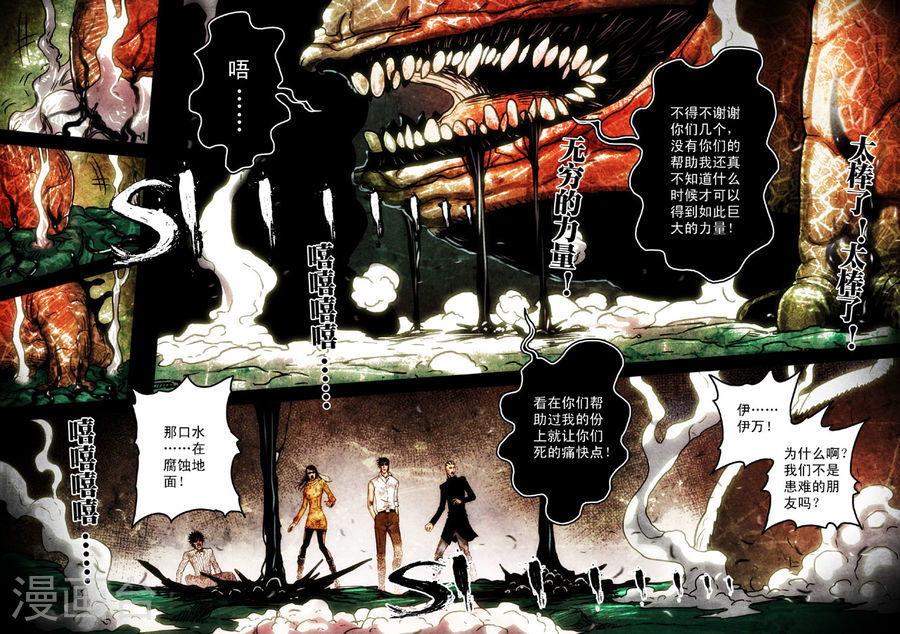 太棒了！太棒了！
不得不谢谢
你们几个，
没有你们的
帮助我还真
不知道什么
时候才可以
得到如此巨
大的力量！
无穷的力量！
唔
……
SIIIIIIII
嘻嘻嘻嘻……
伊……
伊万！
为什么啊？
我们不是
患难的朋
友吗？
看在你们帮
助过我的份
上就让你们
死的痛快点！
那口水
……在
腐蚀地
面！
嘻嘻嘻嘻……
SIIIIIIII
漫画台